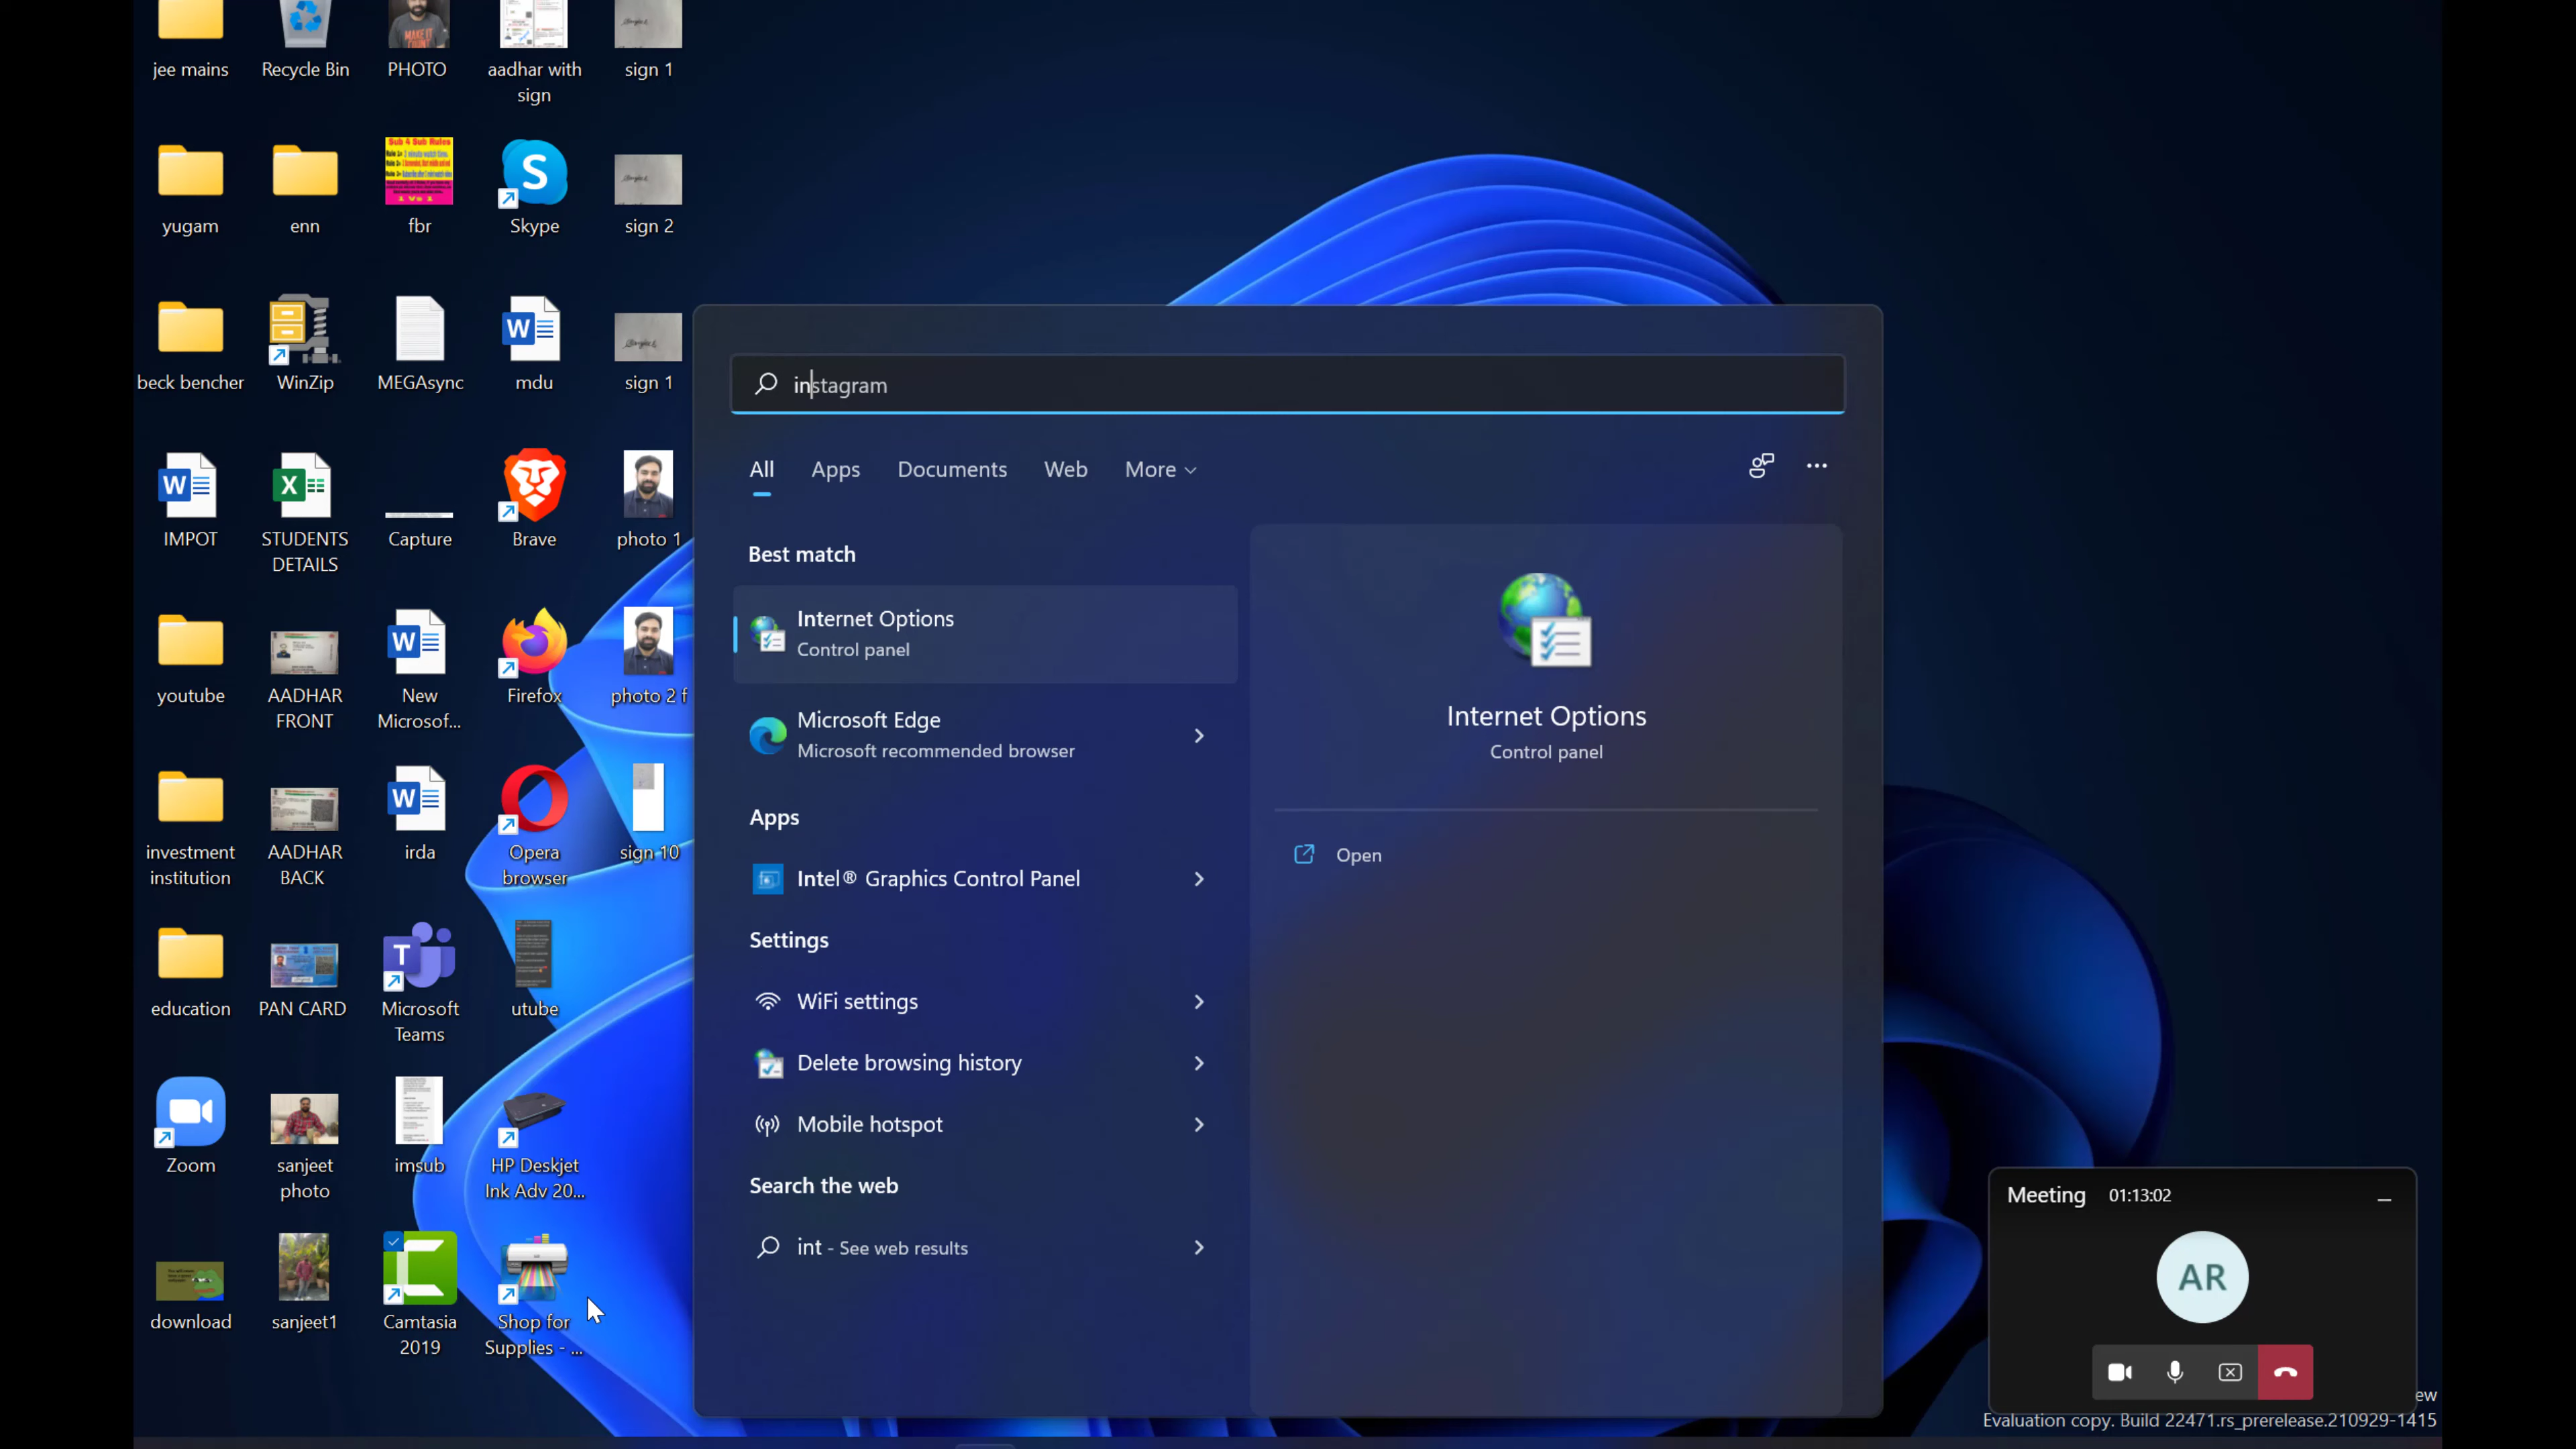 jee mains
Recycle Bin
PHOTO
aadhar with
sign
sign 1
yugam
enn
fbr
Skype
sign 2
beck bencher
WinZip
MEGAsync
mdu
sign 1
IMPOT
STUDENTS
DETAILS
Capture
Brave
photo 1
youtube
AADHAR
FRONT
New
Microsof...
Firefox
photo 2 f
investment
institution
AADHAR
BACK
irda
Opera
browser
sign 10
education
PAN CARD
Microsoft
Teams
utube
Zoom
sanjeet
photo
imsub
HP Deskjet
Ink Adv 20...
download
sanjeet1
Camtasia
2019
Shop for
Supplies - ...
instagram
All
Apps
Documents
Web
More
Best match
Internet Options
Control panel
Microsoft Edge
Microsoft recommended browser
Apps
Intel® Graphics Control Panel
Settings
WiFi settings
Delete browsing history
Mobile hotspot
Search the web
int - See web results
Internet Options
Control panel
Open
Meeting 01:13:02
AR
ew
Evaluation copy. Build 22471.rs_prerelease.210929-1415